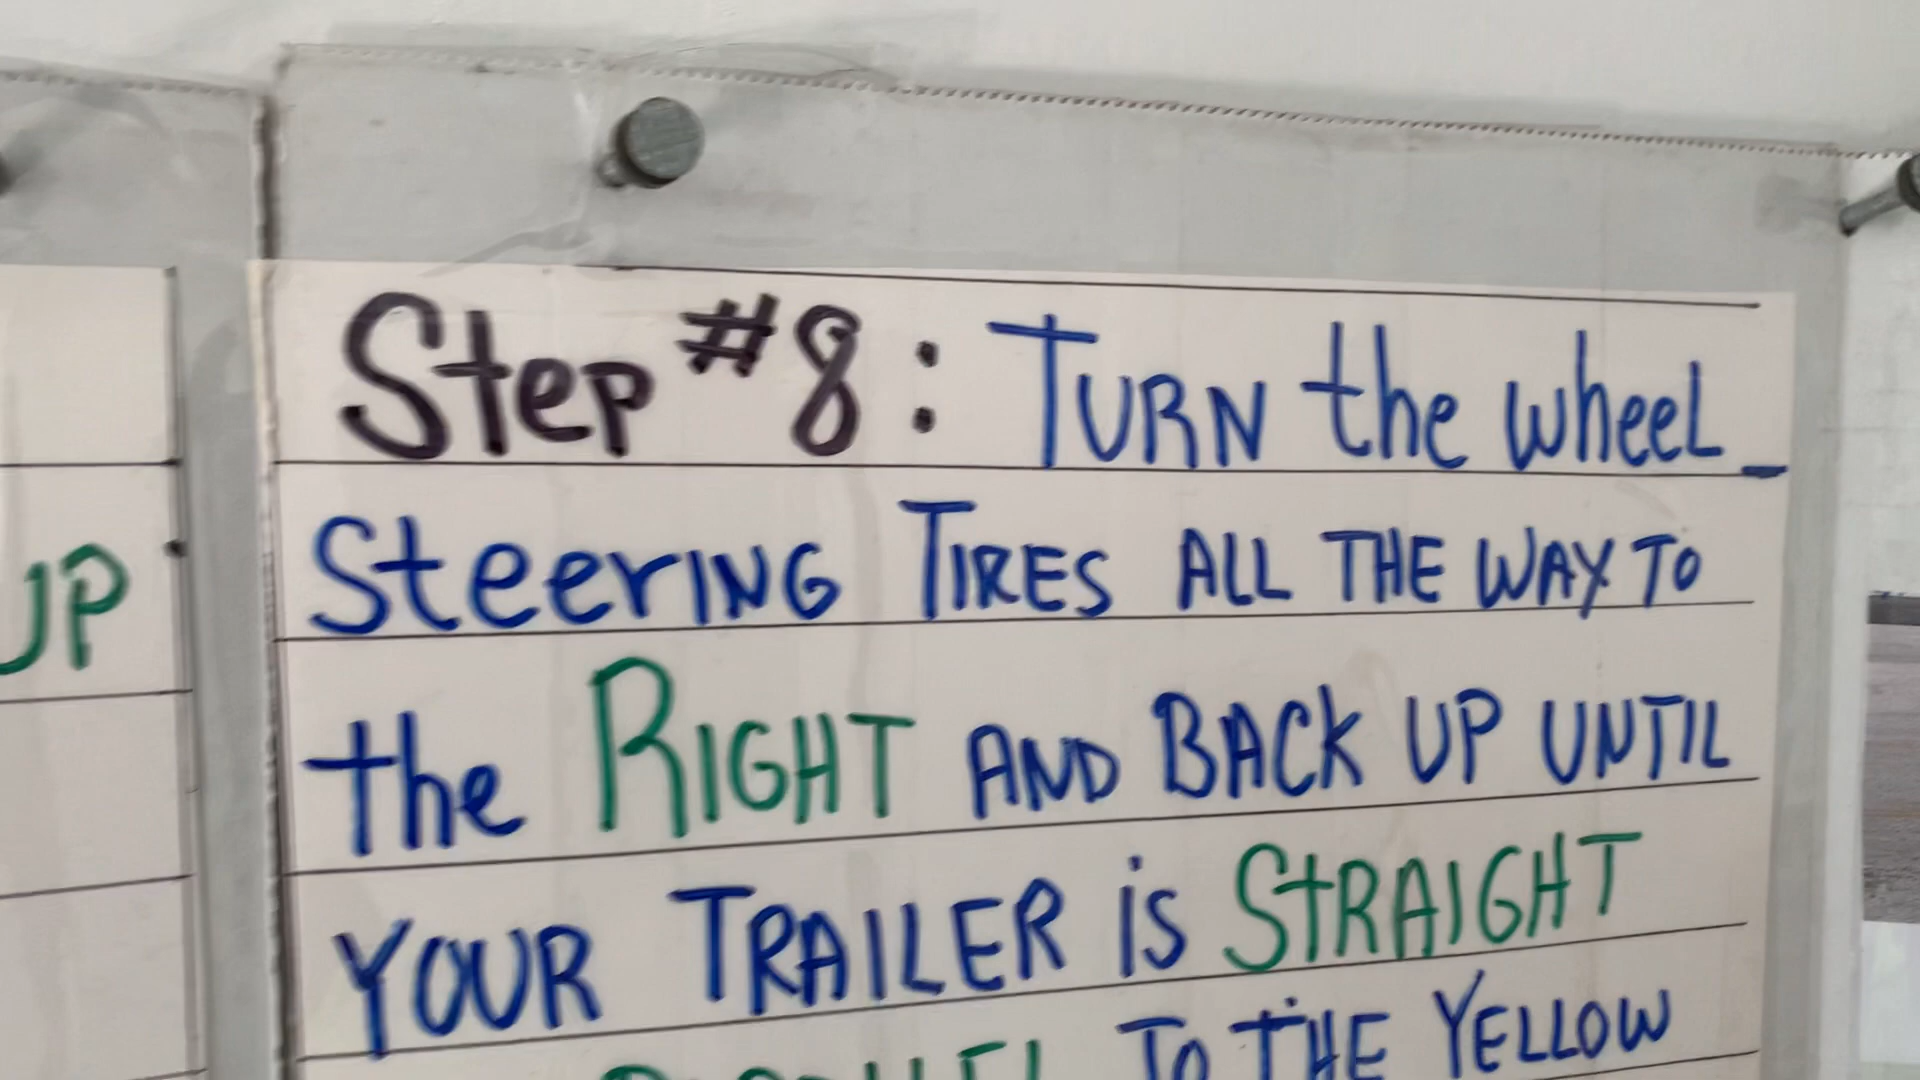 UP
Step #8: TURN the wheel_
SteerING TIRES ALL THE WAY TO
the RIGHT AND BACK UP UNTIL
YOUR TRAILER is STRAIGHT
TO THE YELLOW